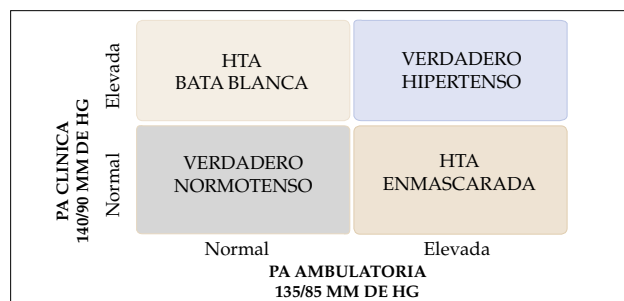 HTA
BATA BLANCA
VERDADERO
HIPERTENSO
VERDADERO
NORMOTENSO
HTA
ENMASCARADA
Elevada
Normal
PA CLINICA
140/90 MM DE HG
Normal
Elevada
PA AMBULATORIA
135/85 MM DE HG